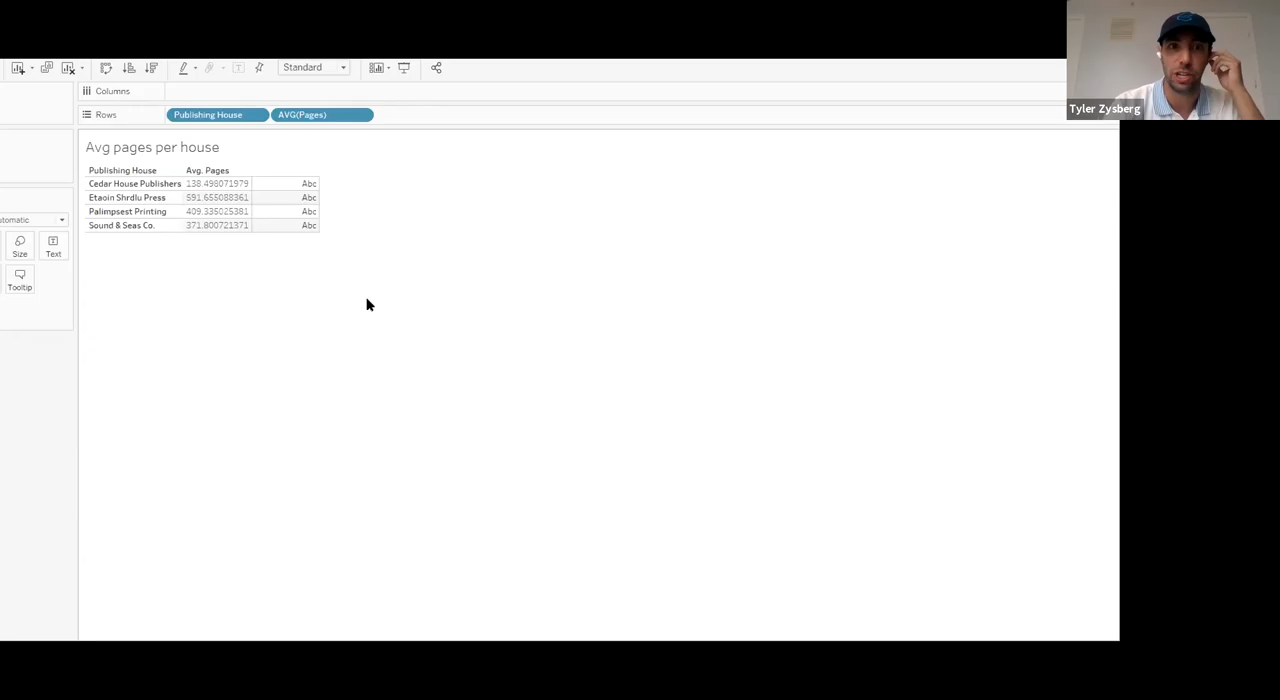 Standard
Tyler Zysberg
Columns
Rows
Publishing House
AVG(Pages)
Avg pages per house
Publishing House Avg. Pages
Cedar House Publishers 138.498071979 Abc
Etaoin Shrdlu Press 591.655088361 Abc
Palimpsest Printing 409.335025381 Abc
Sound & Seas Co. 371.800721371 Abc
utomatic
Size
Text
Tooltip